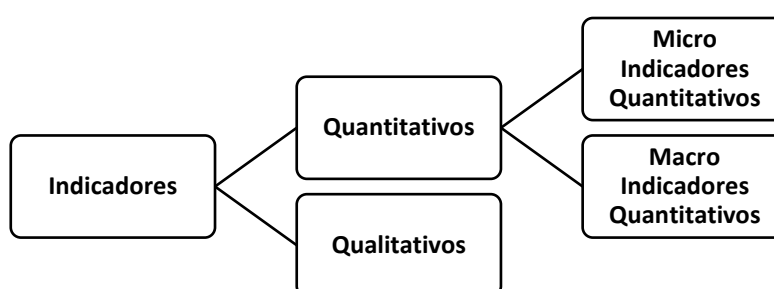 Indicadores
Quantitativos
Qualitativos
Micro
Indicadores
Quantitativos
Macro
Indicadores
Quantitativos